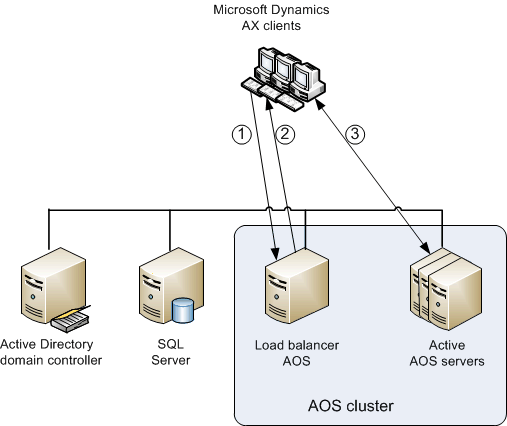 Microsoft Dynamics
AX clients
1
2
3
Active Directory
domain controller
SQL
Server
Load balancer
AOS
Active
AOS servers
AOS cluster